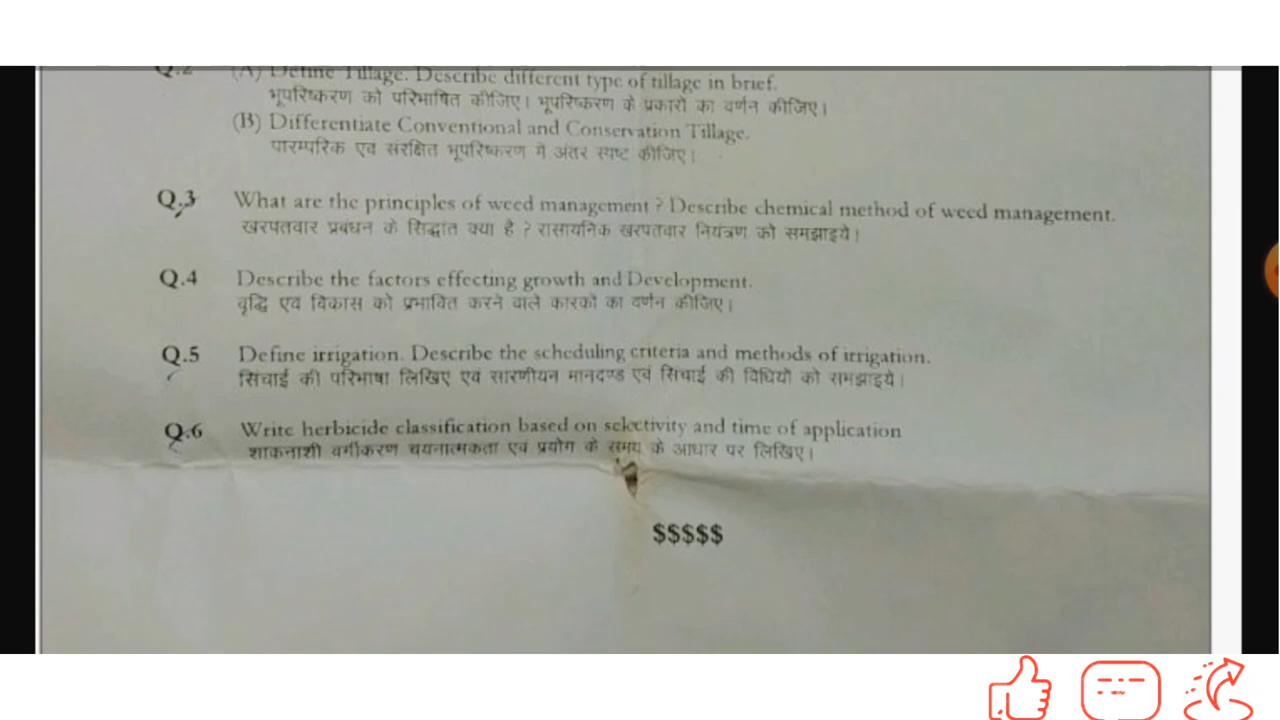 Q.2 (A) Define Tillage. Describe different type of tillage in brief.
भूपरिष्करण को परिभाषित कीजिए। भूपरिष्करण के प्रकारों का वर्णन कीजिए।
(B) Differentiate Conventional and Conservation Tillage.
पारम्परिक एवं संरक्षित भूपरिष्करण में अंतर स्पष्ट कीजिए।
Q.3 What are the principles of weed management ? Describe chemical method of weed management.
खरपतवार प्रबंधन के सिद्धांत क्या है ? रासायनिक खरपतवार नियंत्रण को समझाइये।
Q.4 Describe the factors effecting growth and Development.
वृद्धि एवं विकास को प्रभावित करने वाले कारकों का वर्णन कीजिए।
Q.5 Define irrigation. Describe the scheduling criteria and methods of irrigation.
सिंचाई की परिभाषा लिखिए एवं सारणीयन मानदण्ड एवं सिंचाई की विधियों को समझाइये।
Q.6 Write herbicide classification based on selectivity and time of application
शाकनाशी वर्गीकरण चयनात्मकता एवं प्रयोग के समय के आधार पर लिखिए।
$$$$$